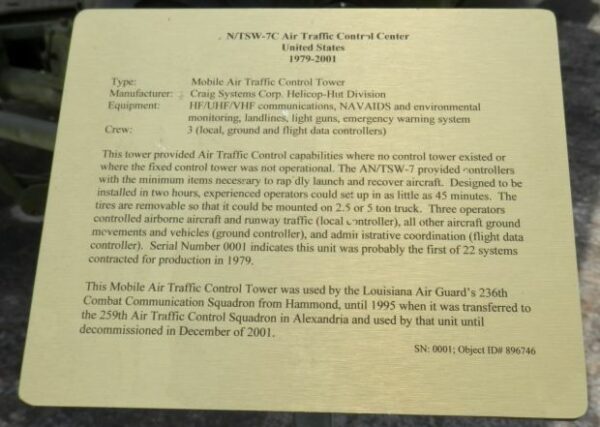 N/TSW-7C Air Traffic Control Center
United States
1979-2001
Type: Mobile Air Traffic Control Tower
Manufacturer: Craig Systems Corp. Helicop-Hut Division
Equipment: HF/UHF/VHF communications, NAVAIDS and environmental
monitoring, landlines, light guns, emergency warning system
Crew: 3 (local, ground and flight data controllers)
This tower provided Air Traffic Control capabilities where no control tower existed or
where the fixed control tower was not operational. The AN/TSW-7 provided controllers
with the minimum items necessary to rapidly launch and recover aircraft. Designed to be
installed in two hours, experienced operators could set up in as little as 45 minutes. The
tires are removable so that it could be mounted on 2.5 or 5 ton truck. Three operators
controlled airborne aircraft and runway traffic (local controller), all other aircraft ground
movements and vehicles (ground controller), and administrative coordination (flight data
controller). Serial Number 0001 indicates this unit was probably the first of 22 systems
contracted for production in 1979.
This Mobile Air Traffic Control Tower was used by the Louisiana Air Guard's 236th
Combat Communication Squadron from Hammond, until 1995 when it was transferred to
the 259th Air Traffic Control Squadron in Alexandria and used by that unit until
decommissioned in December of 2001.
SN: 0001; Object ID# 896746